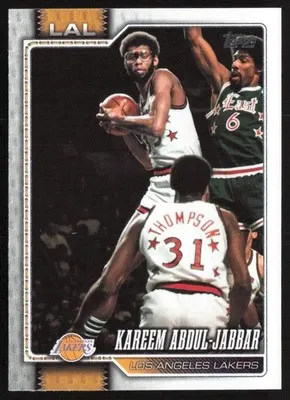 LAL
Topps
East
6
THOMPSON
31
LAKERS
KAREEM ABDUL-JABBAR
LOS ANGELES LAKERS